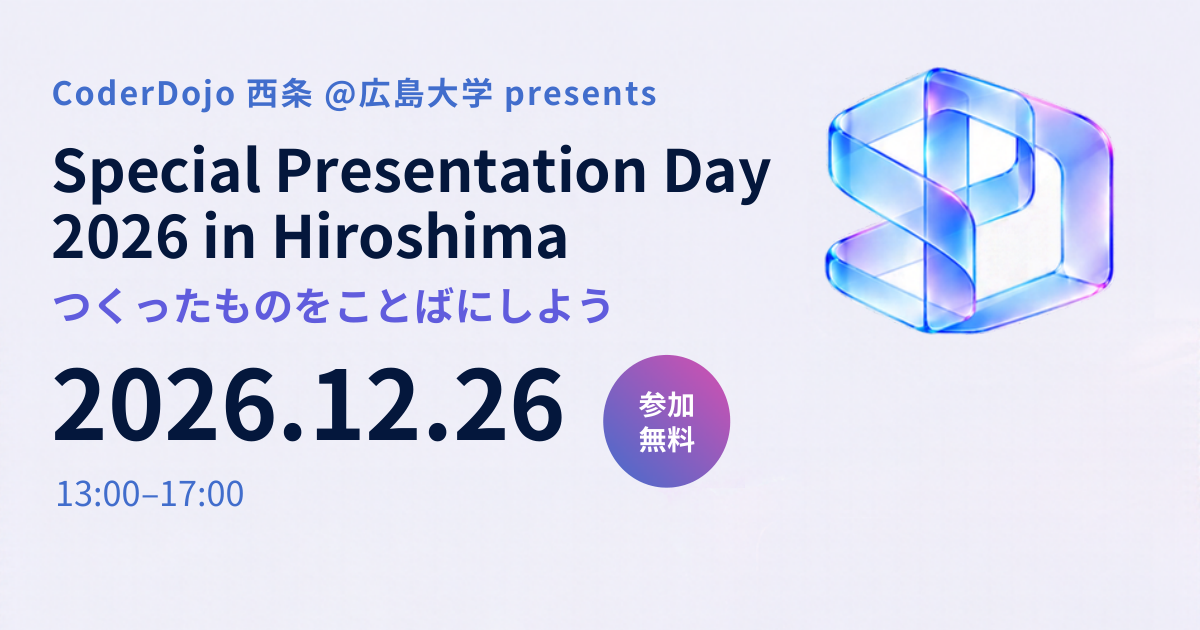 CoderDojo 西条 @広島大学 presents
Special Presentation Day
2026 in Hiroshima
つくったものをことばにしよう
2026.12.26
参加
無料
13:00–17:00